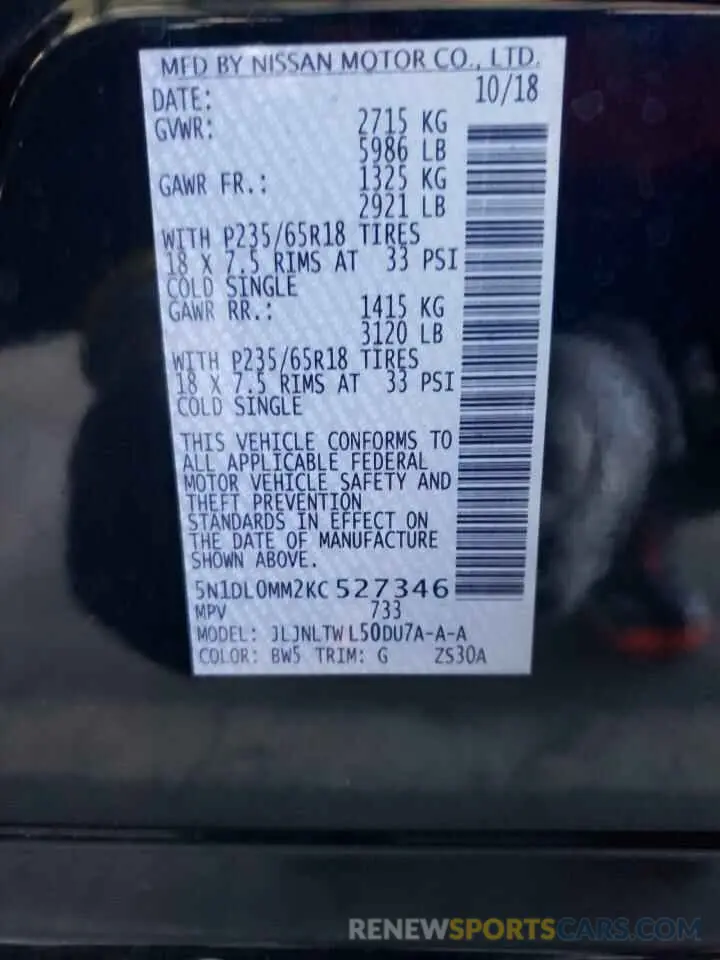 MFD BY NISSAN MOTOR CO., LTD.
DATE: 10/18
GVWR: 2715 KG
5986 LB
GAWR FR.: 1325 KG
2921 LB
WITH P235/65R18 TIRES
18 X 7.5 RIMS AT 33 PSI
COLD SINGLE
GAWR RR.: 1415 KG
3120 LB
WITH P235/65R18 TIRES
18 X 7.5 RIMS AT 33 PSI
COLD SINGLE
THIS VEHICLE CONFORMS TO
ALL APPLICABLE FEDERAL
MOTOR VEHICLE SAFETY AND
THEFT PREVENTION
STANDARDS IN EFFECT ON
THE DATE OF MANUFACTURE
SHOWN ABOVE.
5N1DL0MM2KC527346
MPV 733
MODEL: JLJNLTWL50DU7A-A-A
COLOR: BW5 TRIM: G ZS30A
RENEWSPORTSCARS.COM